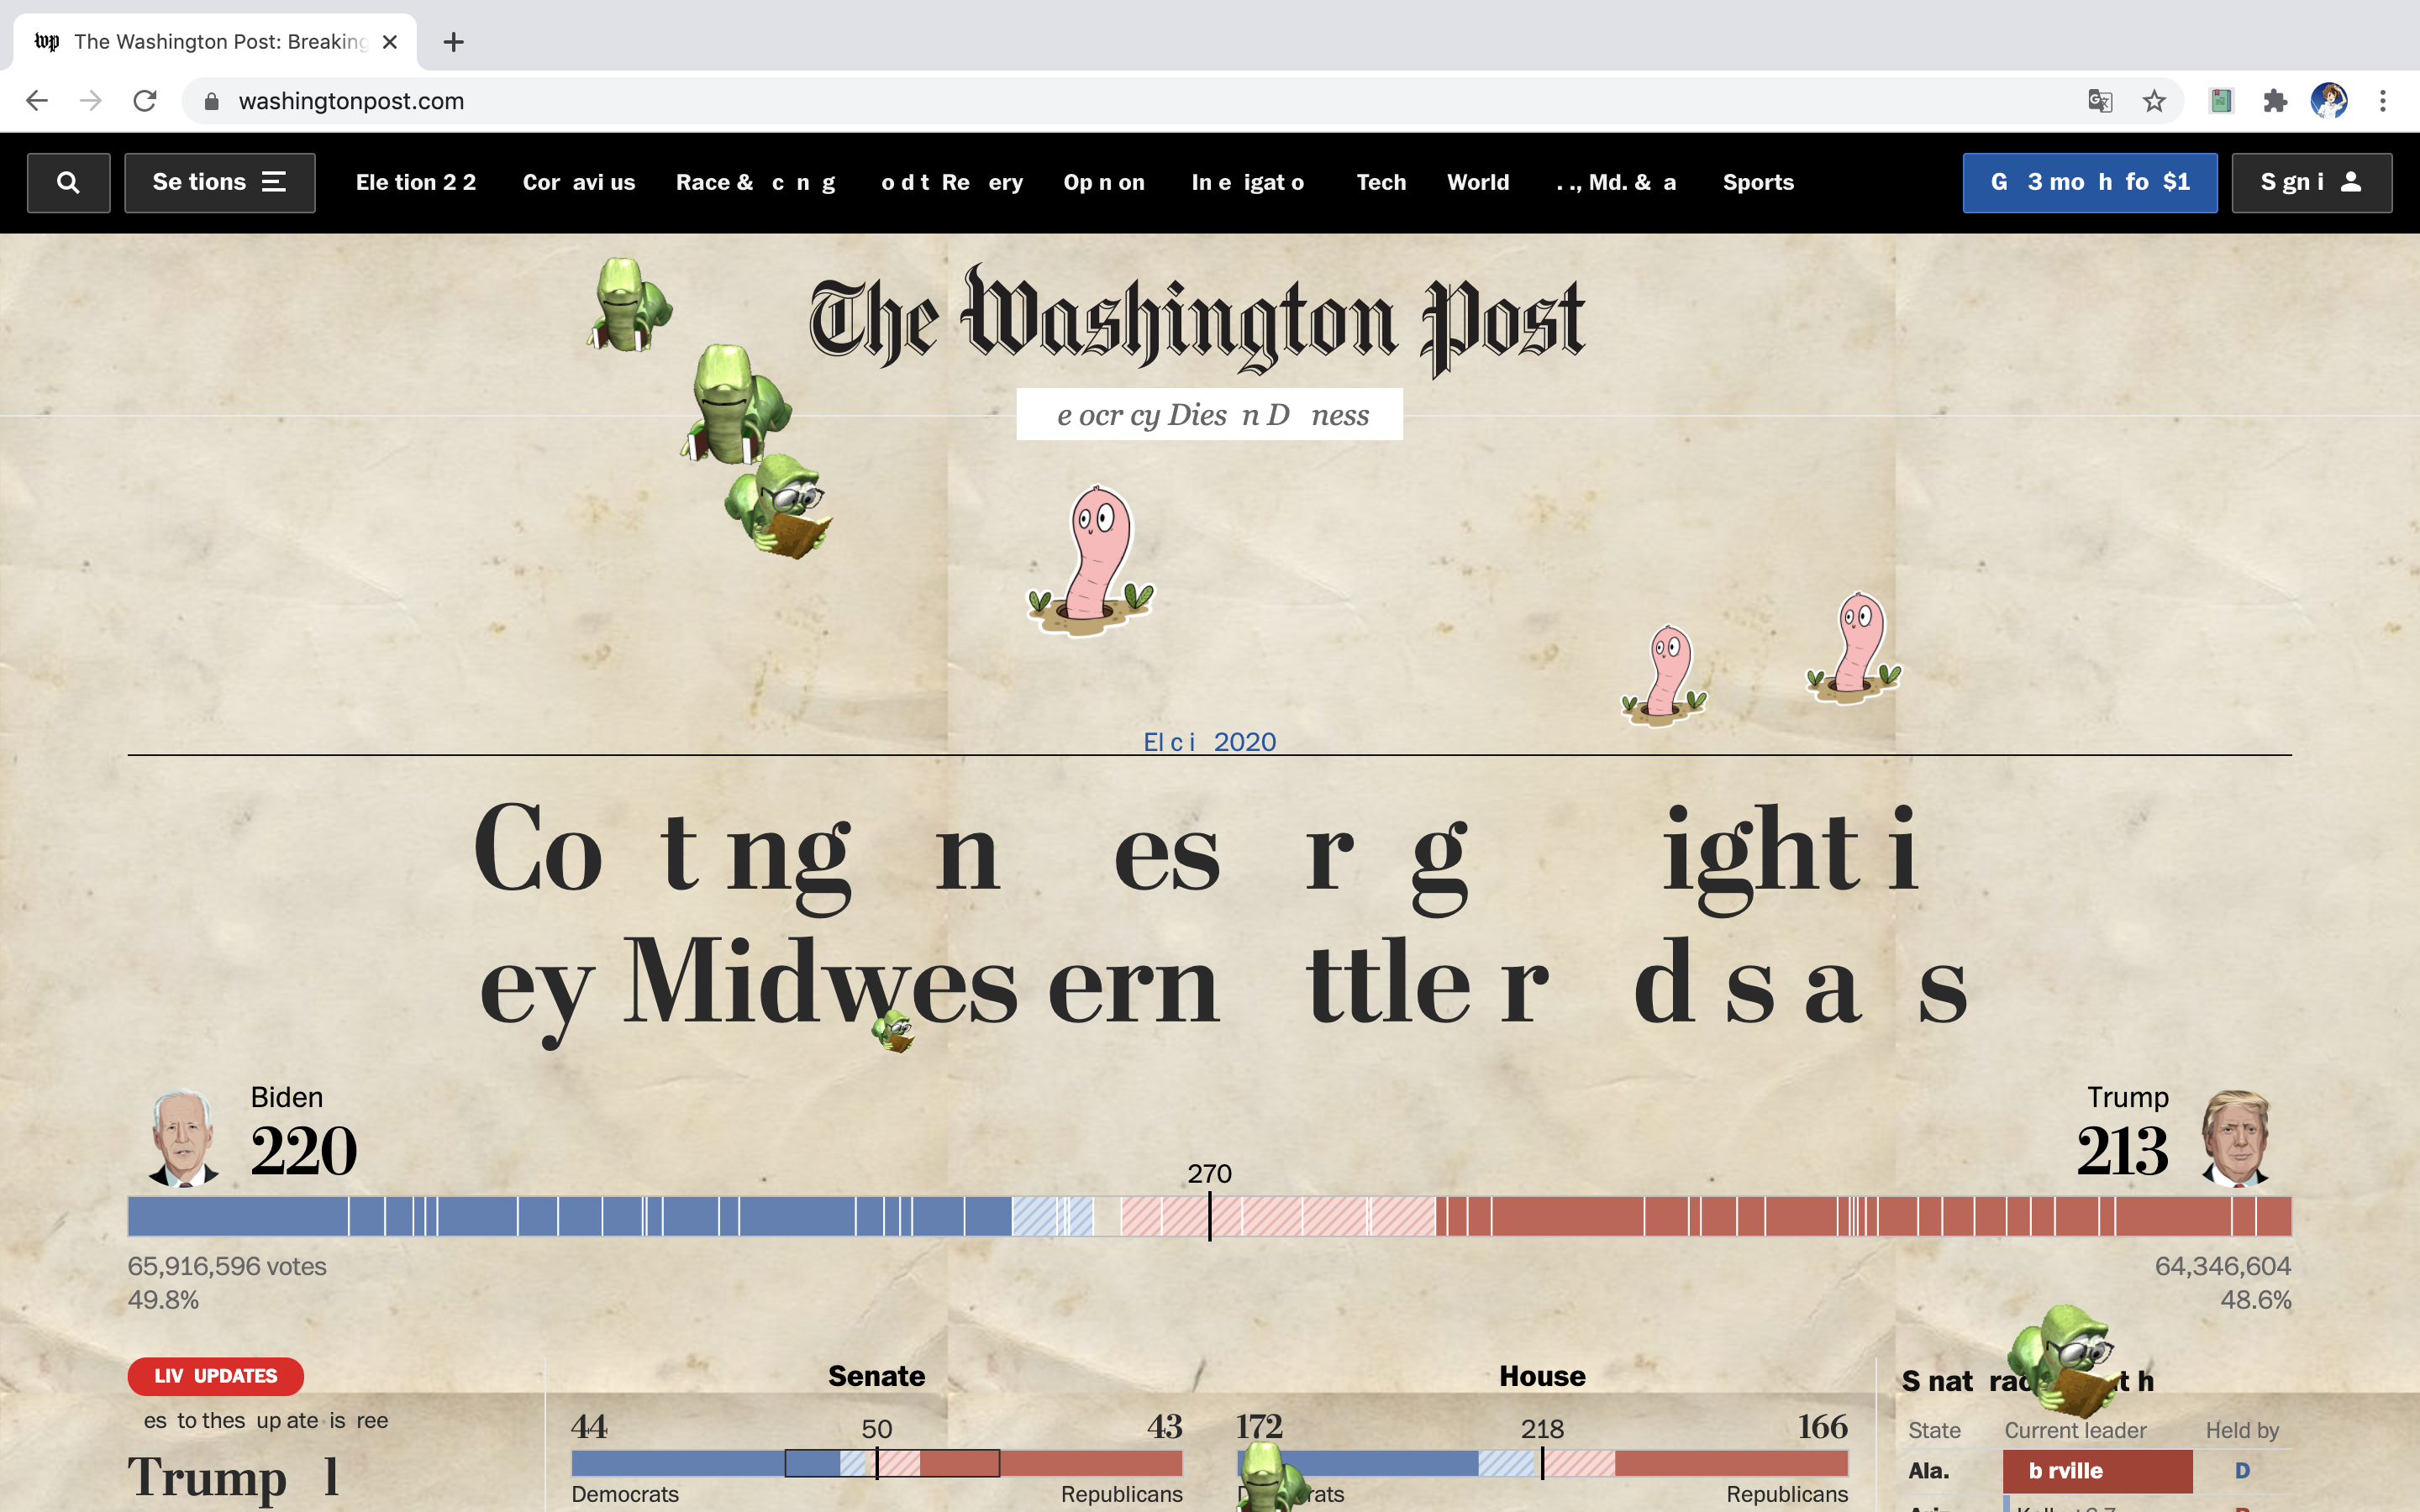 The Washington Post: Breaking
washingtonpost.com
Se tions
Ele tion 2 2
Cor avi us
Race & c n g
o d t Re ery
Op n on
In e igat o
Tech
World
. ., Md. & a
Sports
G 3 mo h fo $1
S gn i
The Washington Post
e ocr cy Dies n D ness
El c i 2020
Co t ng n es r g ight i
ey Midwes ern ttle r d s a s
Biden
220
Trump
213
270
65,916,596 votes
49.8%
64,346,604
48.6%
LIV UPDATES
es to thes up ate is ree
Trump l
Senate
44 50 43
Democrats Republicans
House
172 218 166
rats Republicans
S nat rac t h
State Current leader Held by
Ala. b rville D